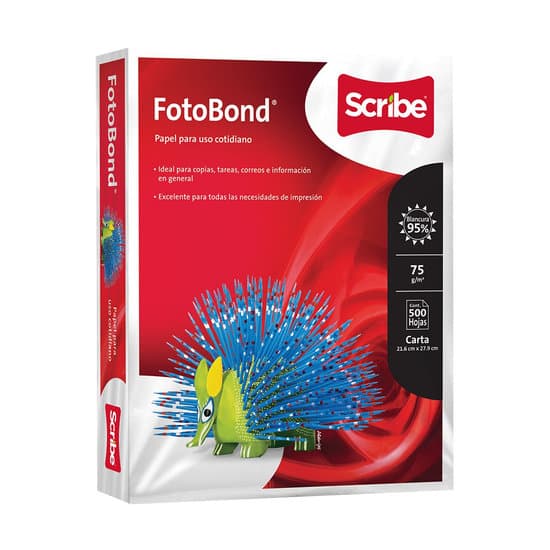 FotoBond®
Papel para uso cotidiano
• Ideal para copias, tareas, correos e información
en general
• Excelente para todas las necesidades de impresión
Scribe®
Blancura
95%
75
g/m²
Cont.
500
Hojas
Carta
21.6 cm x 27.9 cm
FotoBond®
Papel para
uso cotidiano
Scribe